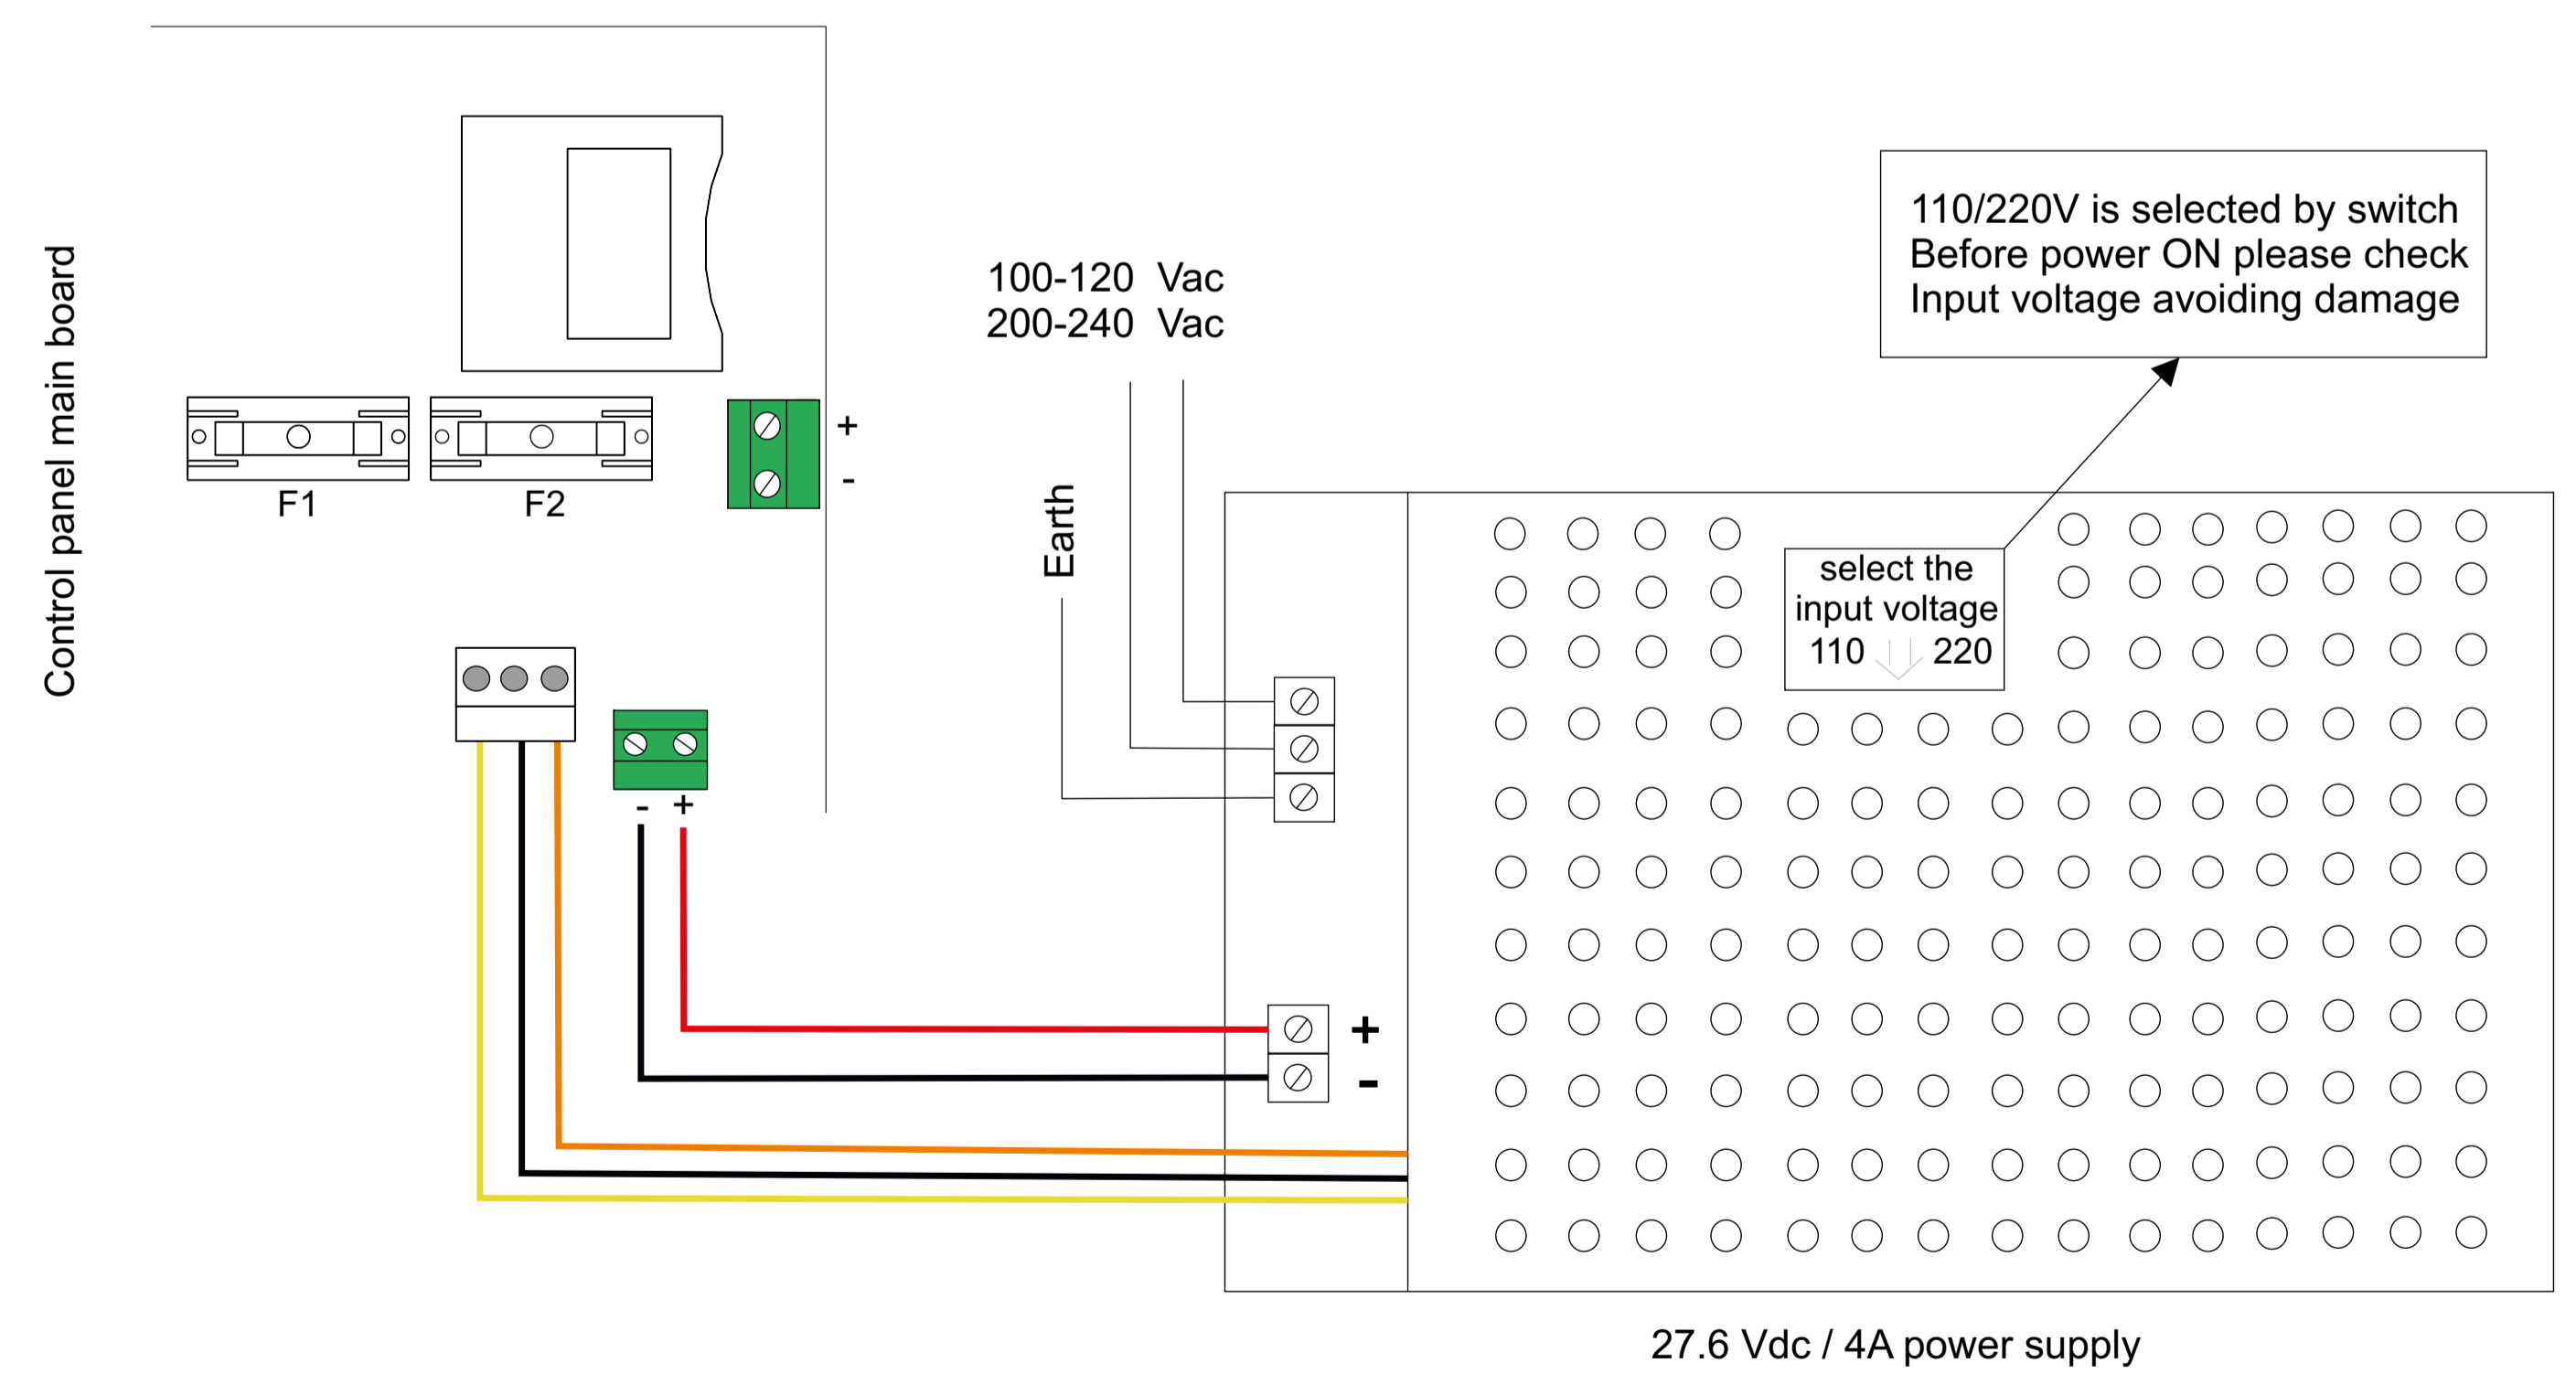 Control panel main board
F1
F2
+
-
- +
100-120 Vac
200-240 Vac
Earth
110/220V is selected by switch
Before power ON please check
Input voltage avoiding damage
select the
input voltage
110 220
+
-
27.6 Vdc / 4A power supply